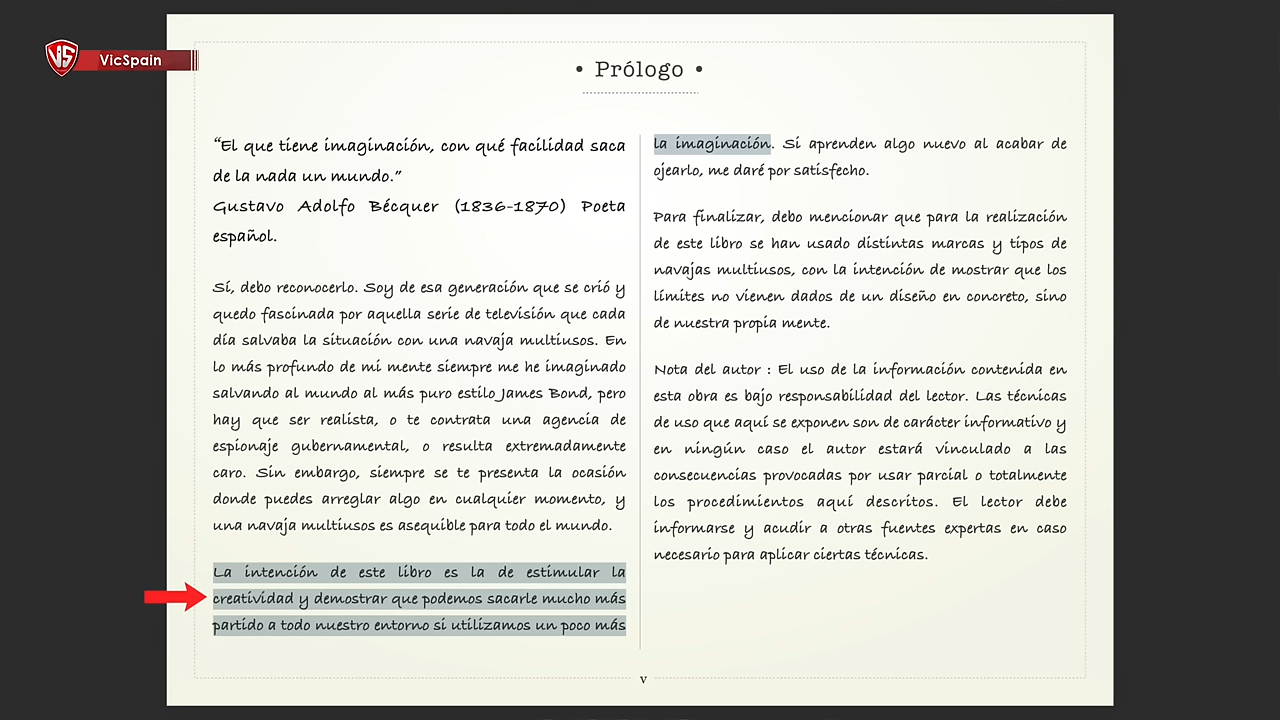 VS
VicSpain
• Prólogo •
“El que tiene imaginación, con qué facilidad saca
de la nada un mundo.”
Gustavo Adolfo Bécquer (1836-1870) Poeta
español.
Sí, debo reconocerlo. Soy de esa generación que se crió y
quedo fascinada por aquella serie de televisión que cada
día salvaba la situación con una navaja multiusos. En
lo más profundo de mi mente siempre me he imaginado
salvando al mundo al más puro estilo James Bond, pero
hay que ser realista, o te contrata una agencia de
espionaje gubernamental, o resulta extremadamente
caro. Sin embargo, siempre se te presenta la ocasión
donde puedes arreglar algo en cualquier momento, y
una navaja multiusos es asequible para todo el mundo.
La intención de este libro es la de estimular la
creatividad y demostrar que podemos sacarle mucho más
partido a todo nuestro entorno si utilizamos un poco más
la imaginación. Si aprenden algo nuevo al acabar de
ojearlo, me daré por satisfecho.
Para finalizar, debo mencionar que para la realización
de este libro se han usado distintas marcas y tipos de
navajas multiusos, con la intención de mostrar que los
límites no vienen dados de un diseño en concreto, sino
de nuestra propia mente.
Nota del autor : El uso de la información contenida en
esta obra es bajo responsabilidad del lector. Las técnicas
de uso que aquí se exponen son de carácter informativo y
en ningún caso el autor estará vinculado a las
consecuencias provocadas por usar parcial o totalmente
los procedimientos aquí descritos. El lector debe
informarse y acudir a otras fuentes expertas en caso
necesario para aplicar ciertas técnicas.
v